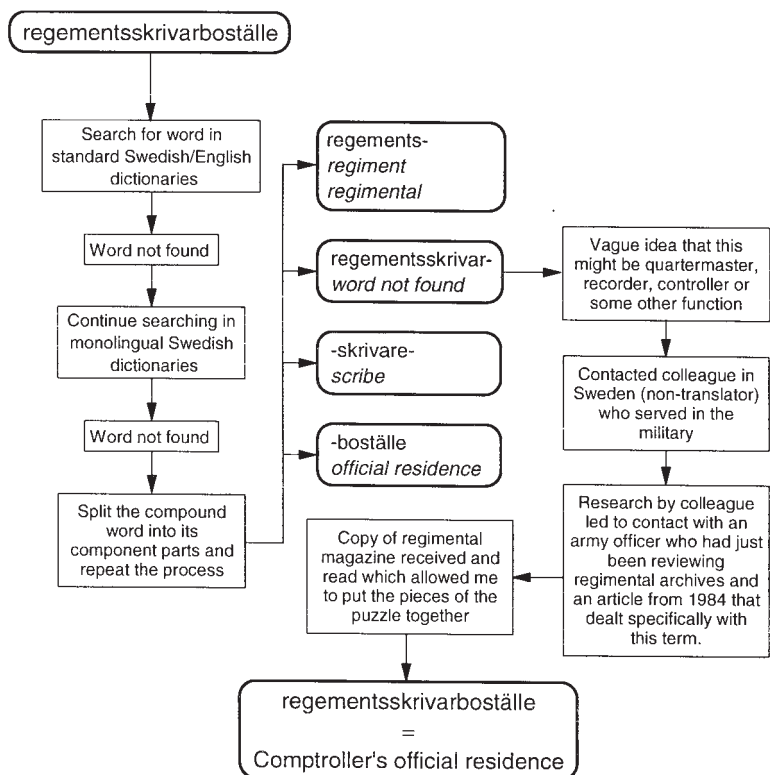 regementsskrivarboställe
Search for word in
standard Swedish/English
dictionaries
Word not found
Continue searching in
monolingual Swedish
dictionaries
Word not found
Split the compound
word into its
component parts and
repeat the process
regements-
regiment
regimental
regementsskrivar-
word not found
-skrivare-
scribe
-boställe
official residence
Vague idea that this
might be quartermaster,
recorder, controller or
some other function
Contacted colleague in
Sweden (non-translator)
who served in the
military
Research by colleague
led to contact with an
army officer who had just
been reviewing
regimental archives and
an article from 1984 that
dealt specifically with
this term.
Copy of regimental
magazine received and
read which allowed me
to put the pieces of the
puzzle together
regementsskrivarboställe
=
Comptroller's official residence